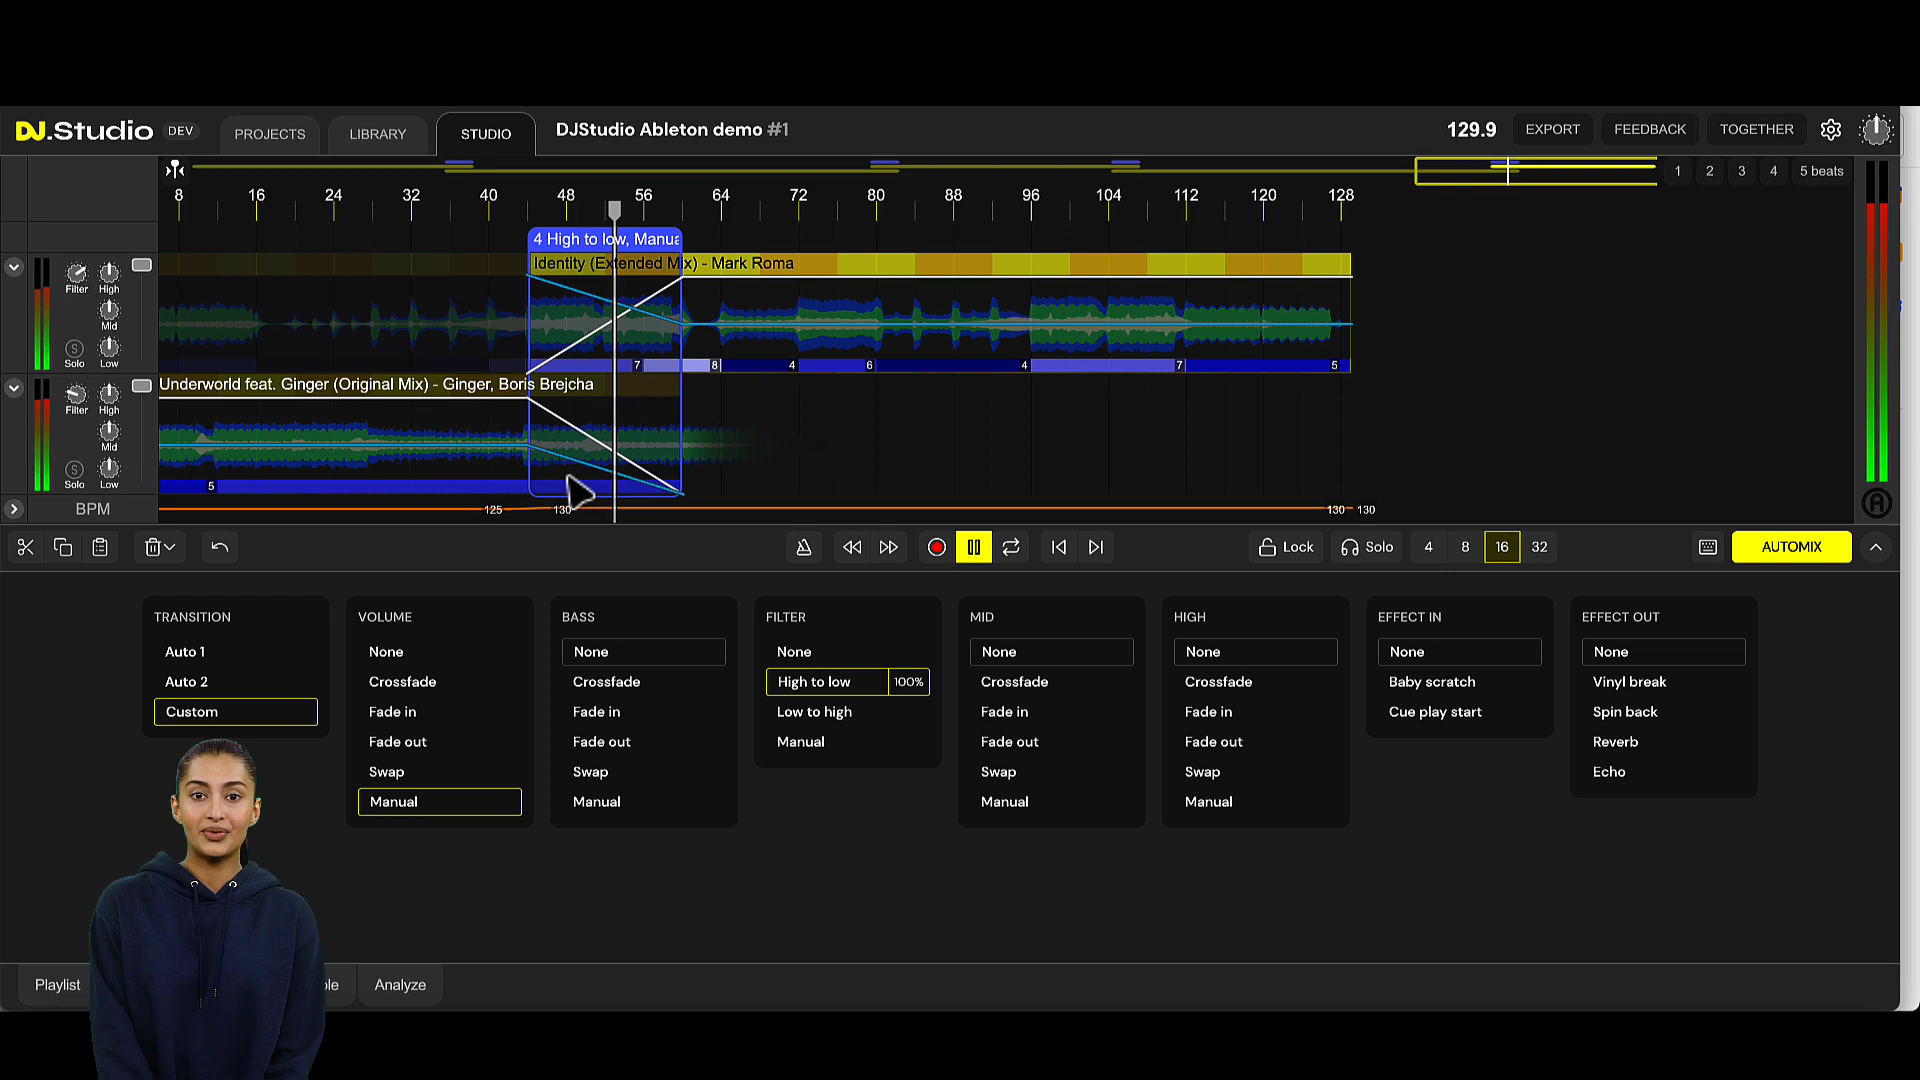 DJ.Studio DEV PROJECTS LIBRARY STUDIO DJStudio Ableton demo #1 129.9 EXPORT FEEDBACK TOGETHER
1 2 3 4 5 beats
8 16 24 32 40 48 56 64 72 80 88 96 104 112 120 128
4 High to low, Manua
Identity (Extended Mix) - Mark Roma
Filter High
Mid
S
Solo Low
7 8 4 6 4 7 5
Underworld feat. Ginger (Original Mix) - Ginger, Boris Brejcha
Filter High
Mid
S
Solo Low
5
BPM 125 130 130 130
Lock Solo 4 8 16 32 AUTOMIX
TRANSITION
Auto 1
Auto 2
Custom
VOLUME
None
Crossfade
Fade in
Fade out
Swap
Manual
BASS
None
Crossfade
Fade in
Fade out
Swap
Manual
FILTER
None
High to low 100%
Low to high
Manual
MID
None
Crossfade
Fade in
Fade out
Swap
Manual
HIGH
None
Crossfade
Fade in
Fade out
Swap
Manual
EFFECT IN
None
Baby scratch
Cue play start
EFFECT OUT
None
Vinyl break
Spin back
Reverb
Echo
Playlist Analyze